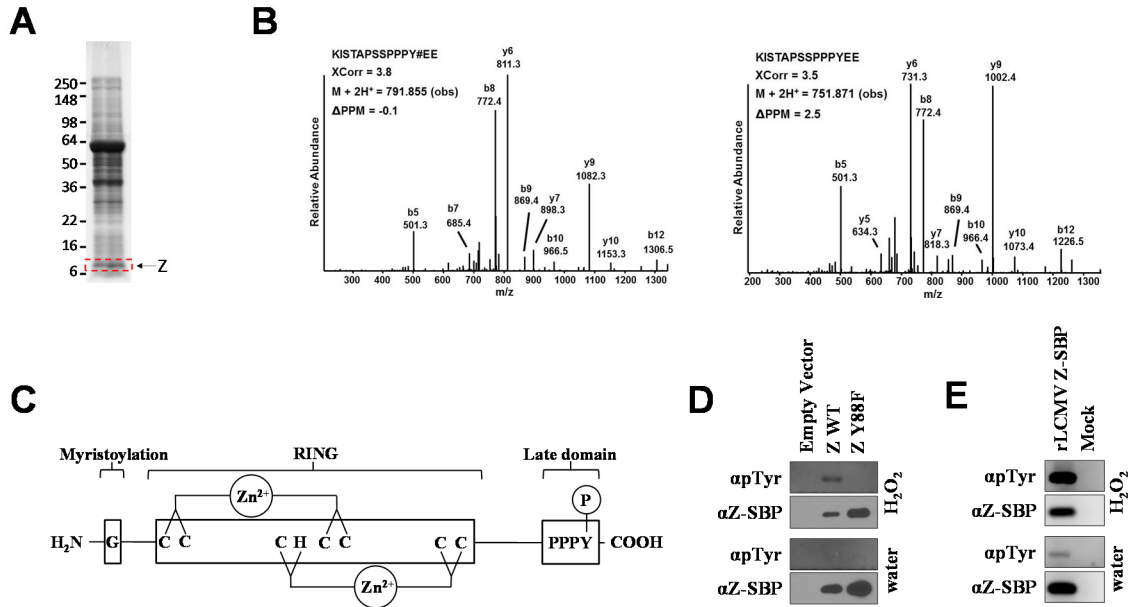 A
250
148
98
64
50
36
22
16
6
Z
B
KISTAPSSPPPY#EE
XCorr = 3.8
M + 2H⁺ = 791.855 (obs)
ΔPPM = -0.1
Relative Abundance
b5
501.3
b7
685.4
b8
772.4
y6
811.3
b9
869.4
y7
898.3
b10
966.5
y9
1082.3
y10
1153.3
b12
1306.5
300 400 500 600 700 800 900 1000 1100 1200 1300
m/z
KISTAPSSPPPYEE
XCorr = 3.5
M + 2H⁺ = 751.871 (obs)
ΔPPM = 2.5
Relative Abundance
b5
501.3
y5
634.3
y6
731.3
b8
772.4
y7
818.3
b9
869.4
b10
966.4
y9
1002.4
y10
1073.4
b12
1226.5
200 300 400 500 600 700 800 900 1000 1100 1200 1300
m/z
C
Myristoylation
RING
Late domain
Zn²⁺
P
H₂N
G
C C
C H
C C
C C
PPPY
COOH
Zn²⁺
D
Empty Vector
Z WT
Z Y88F
αpTyr
αZ-SBP
H₂O₂
αpTyr
αZ-SBP
water
E
rLCMV Z-SBP
Mock
αpTyr
αZ-SBP
H₂O₂
αpTyr
αZ-SBP
water